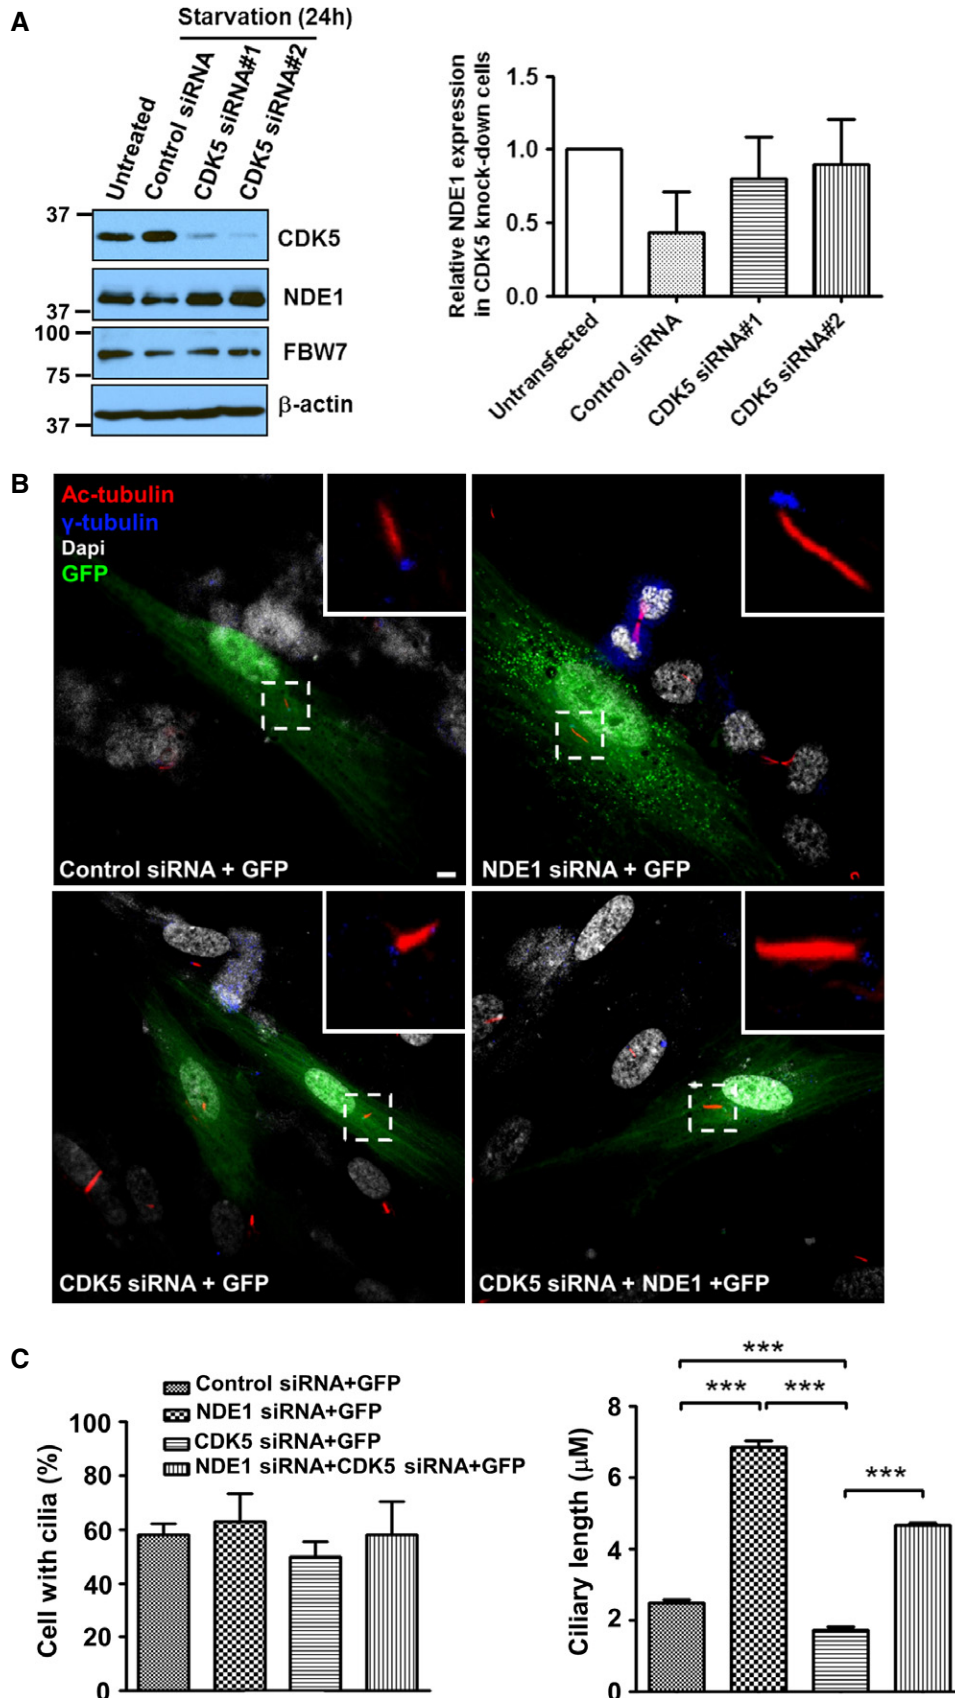 A
Starvation (24h)
Untreated
Control siRNA
CDK5 siRNA#1
CDK5 siRNA#2
37
CDK5
NDE1
37
100
FBW7
75
β-actin
37
Relative NDE1 expression
in CDK5 knock-down cells
1.5
1.0
0.5
0.0
Untransfected
Control siRNA
CDK5 siRNA#1
CDK5 siRNA#2
B
Ac-tubulin
γ-tubulin
Dapi
GFP
Control siRNA + GFP
NDE1 siRNA + GFP
CDK5 siRNA + GFP
CDK5 siRNA + NDE1 +GFP
C
Control siRNA+GFP
NDE1 siRNA+GFP
CDK5 siRNA+GFP
NDE1 siRNA+CDK5 siRNA+GFP
Cell with cilia (%)
100
80
60
40
20
0
Ciliary length (μM)
8
6
4
2
0
***
*** ***
***